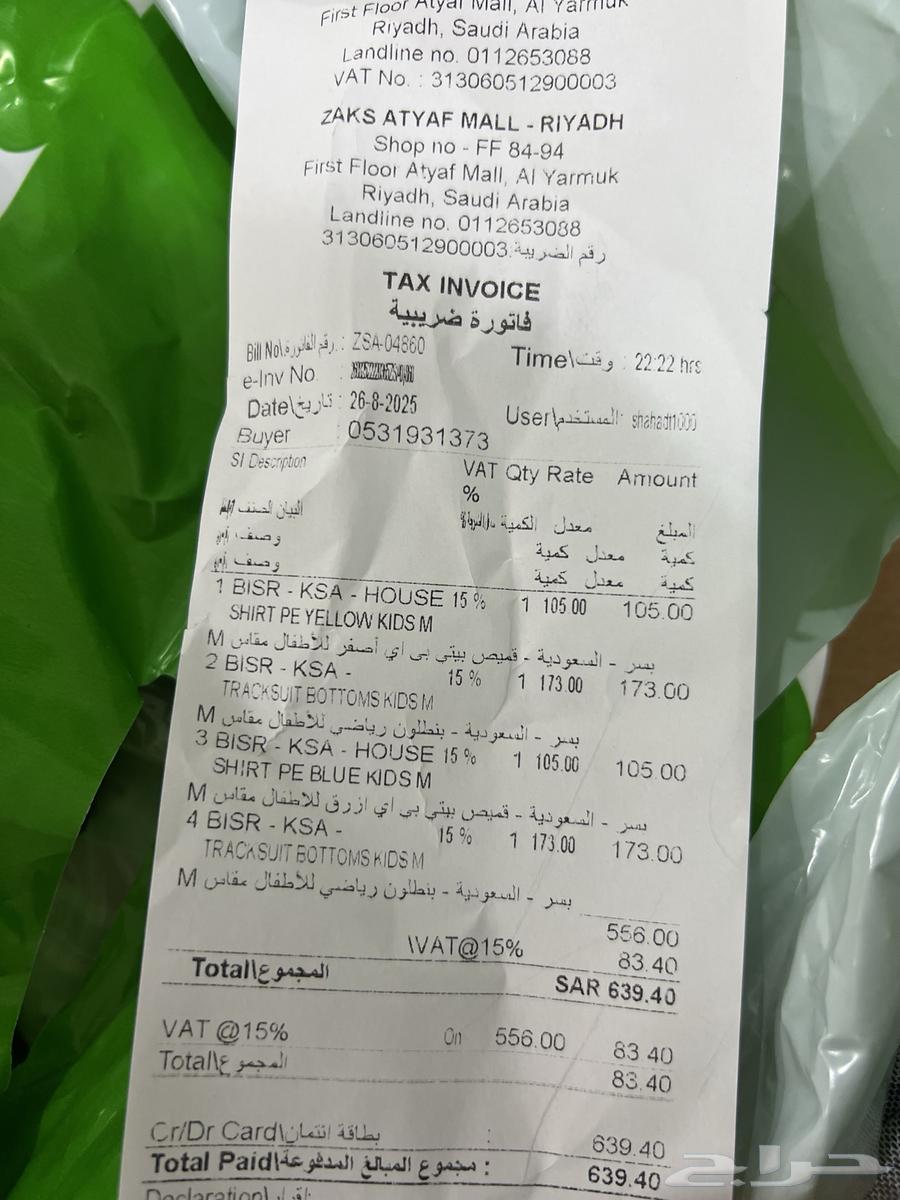 First Floor Atyaf Mall, Al Yarmuk
Riyadh, Saudi Arabia
Landline no. 0112653088
VAT No. : 313060512900003
ZAKS ATYAF MALL - RIYADH
Shop no - FF 84-94
First Floor Atyaf Mall, Al Yarmuk
Riyadh, Saudi Arabia
Landline no. 0112653088
رقم الضريبة:313060512900003
TAX INVOICE
فاتورة ضريبية
Bill No\رقم الفاتورة.: ZSA-04860 Time\وقت : 22:22 hrs
e-Inv No. :
Date\تاريخ : 26-8-2025 User\المستخدم: shahadt1000
Buyer : 0531931373
SI Description VAT Qty Rate Amount
%
البيان الصنف معدل الكمية المبلغ
وصف معدل كمية كمية
وصف معدل كمية كمية
1 BISR - KSA - HOUSE 15 % 1 105.00 105.00
SHIRT PE YELLOW KIDS M
بسر - السعودية - قميص بيتي بي اي أصفر للأطفال مقاس M
2 BISR - KSA - 15 % 1 173.00 173.00
TRACKSUIT BOTTOMS KIDS M
بسر - السعودية - بنطلون رياضي للأطفال مقاس M
3 BISR - KSA - HOUSE 15 % 1 105.00 105.00
SHIRT PE BLUE KIDS M
بسر - السعودية - قميص بيتي بي اي ازرق للاطفال مقاس M
4 BISR - KSA - 15 % 1 173.00 173.00
TRACKSUIT BOTTOMS KIDS M
بسر - السعودية - بنطلون رياضي للأطفال مقاس M
556.00
\VAT@15% 83.40
Total\المجموع SAR 639.40
VAT @15% On 556.00 83.40
Total\المجموع 83.40
Cr/Dr Card\بطاقة ائتمان : 639.40
Total Paid\مجموع المبالغ المدفوعة : 639.40
Declaration\إقرار:
حراج